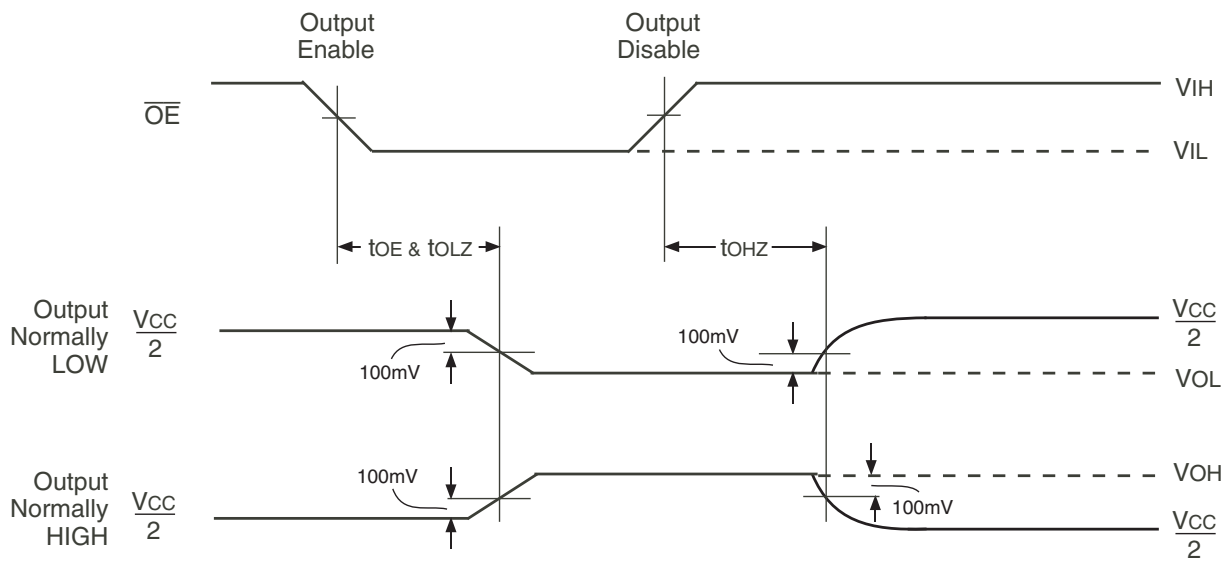 Output
Enable
Output
Disable
OE
VIH
VIL
tOE & tOLZ
tOHZ
Output
Normally
LOW
VCC
2
100mV
100mV
VCC
2
VOL
Output
Normally
HIGH
VCC
2
100mV
100mV
VOH
VCC
2